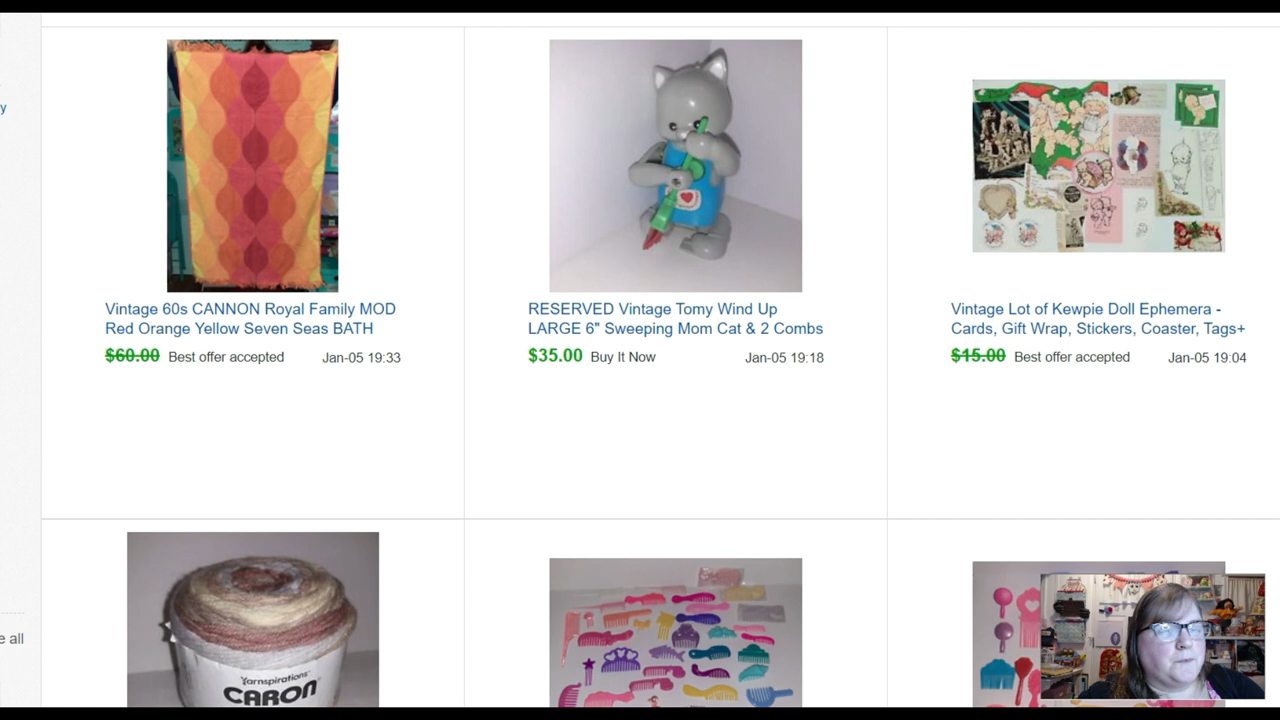 y
Vintage 60s CANNON Royal Family MOD
Red Orange Yellow Seven Seas BATH
$60.00 Best offer accepted Jan-05 19:33
RESERVED Vintage Tomy Wind Up
LARGE 6" Sweeping Mom Cat & 2 Combs
$35.00 Buy It Now Jan-05 19:18
Vintage Lot of Kewpie Doll Ephemera -
Cards, Gift Wrap, Stickers, Coaster, Tags+
$15.00 Best offer accepted Jan-05 19:04
e all
Yarnspirations
CARON